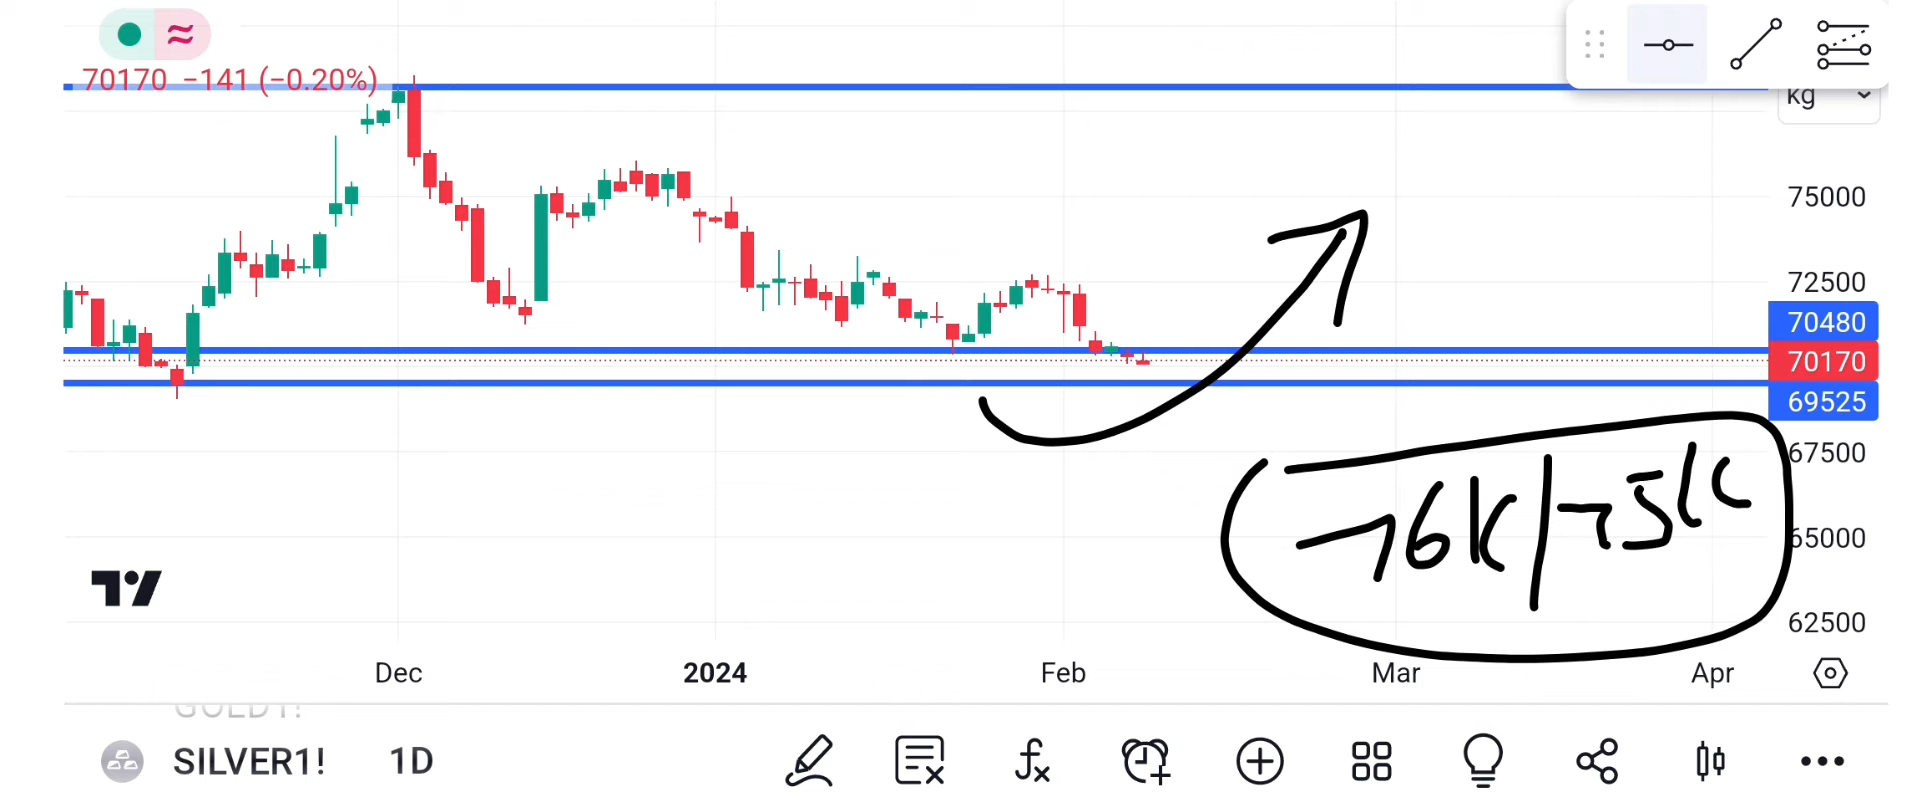 70170 −141 (−0.20%)
kg
75000
72500
70480
70170
69525
67500
65000
62500
76K/75K
Dec 2024 Feb Mar Apr
GOLD1!
SILVER1! 1D